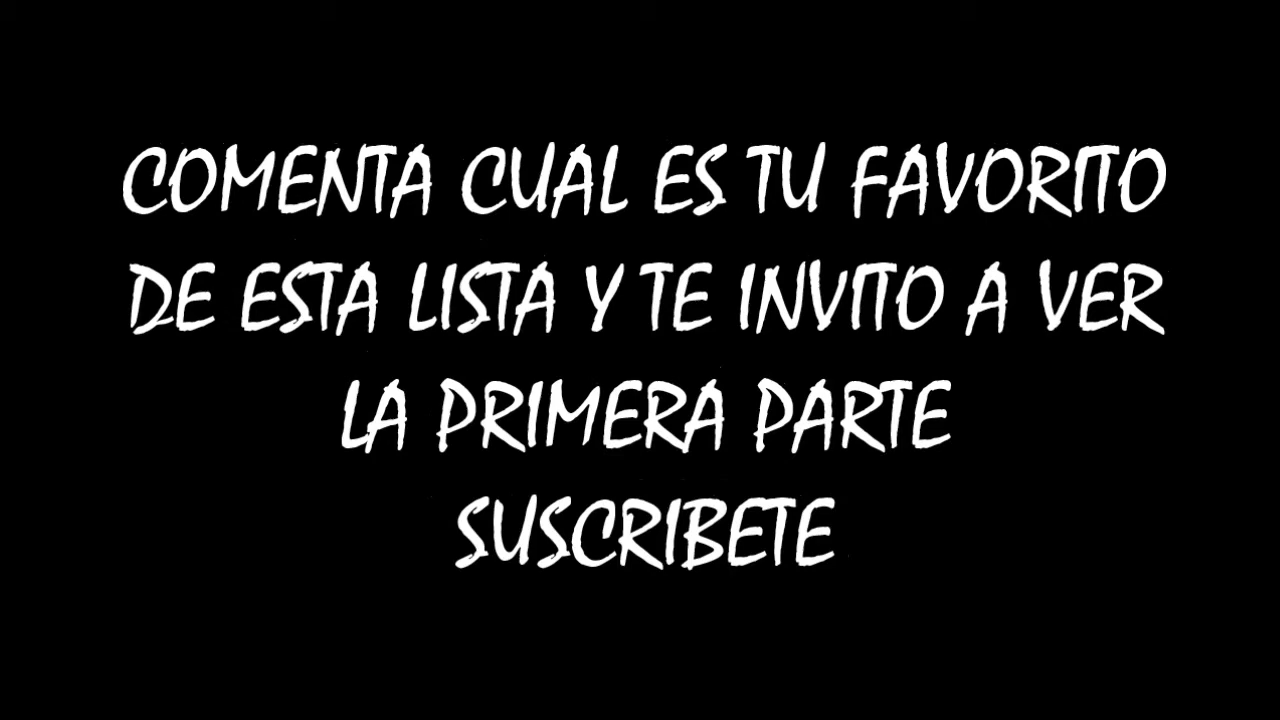 COMENTA CUAL ES TU FAVORITO
DE ESTA LISTA Y TE INVITO A VER
LA PRIMERA PARTE
SUSCRIBETE